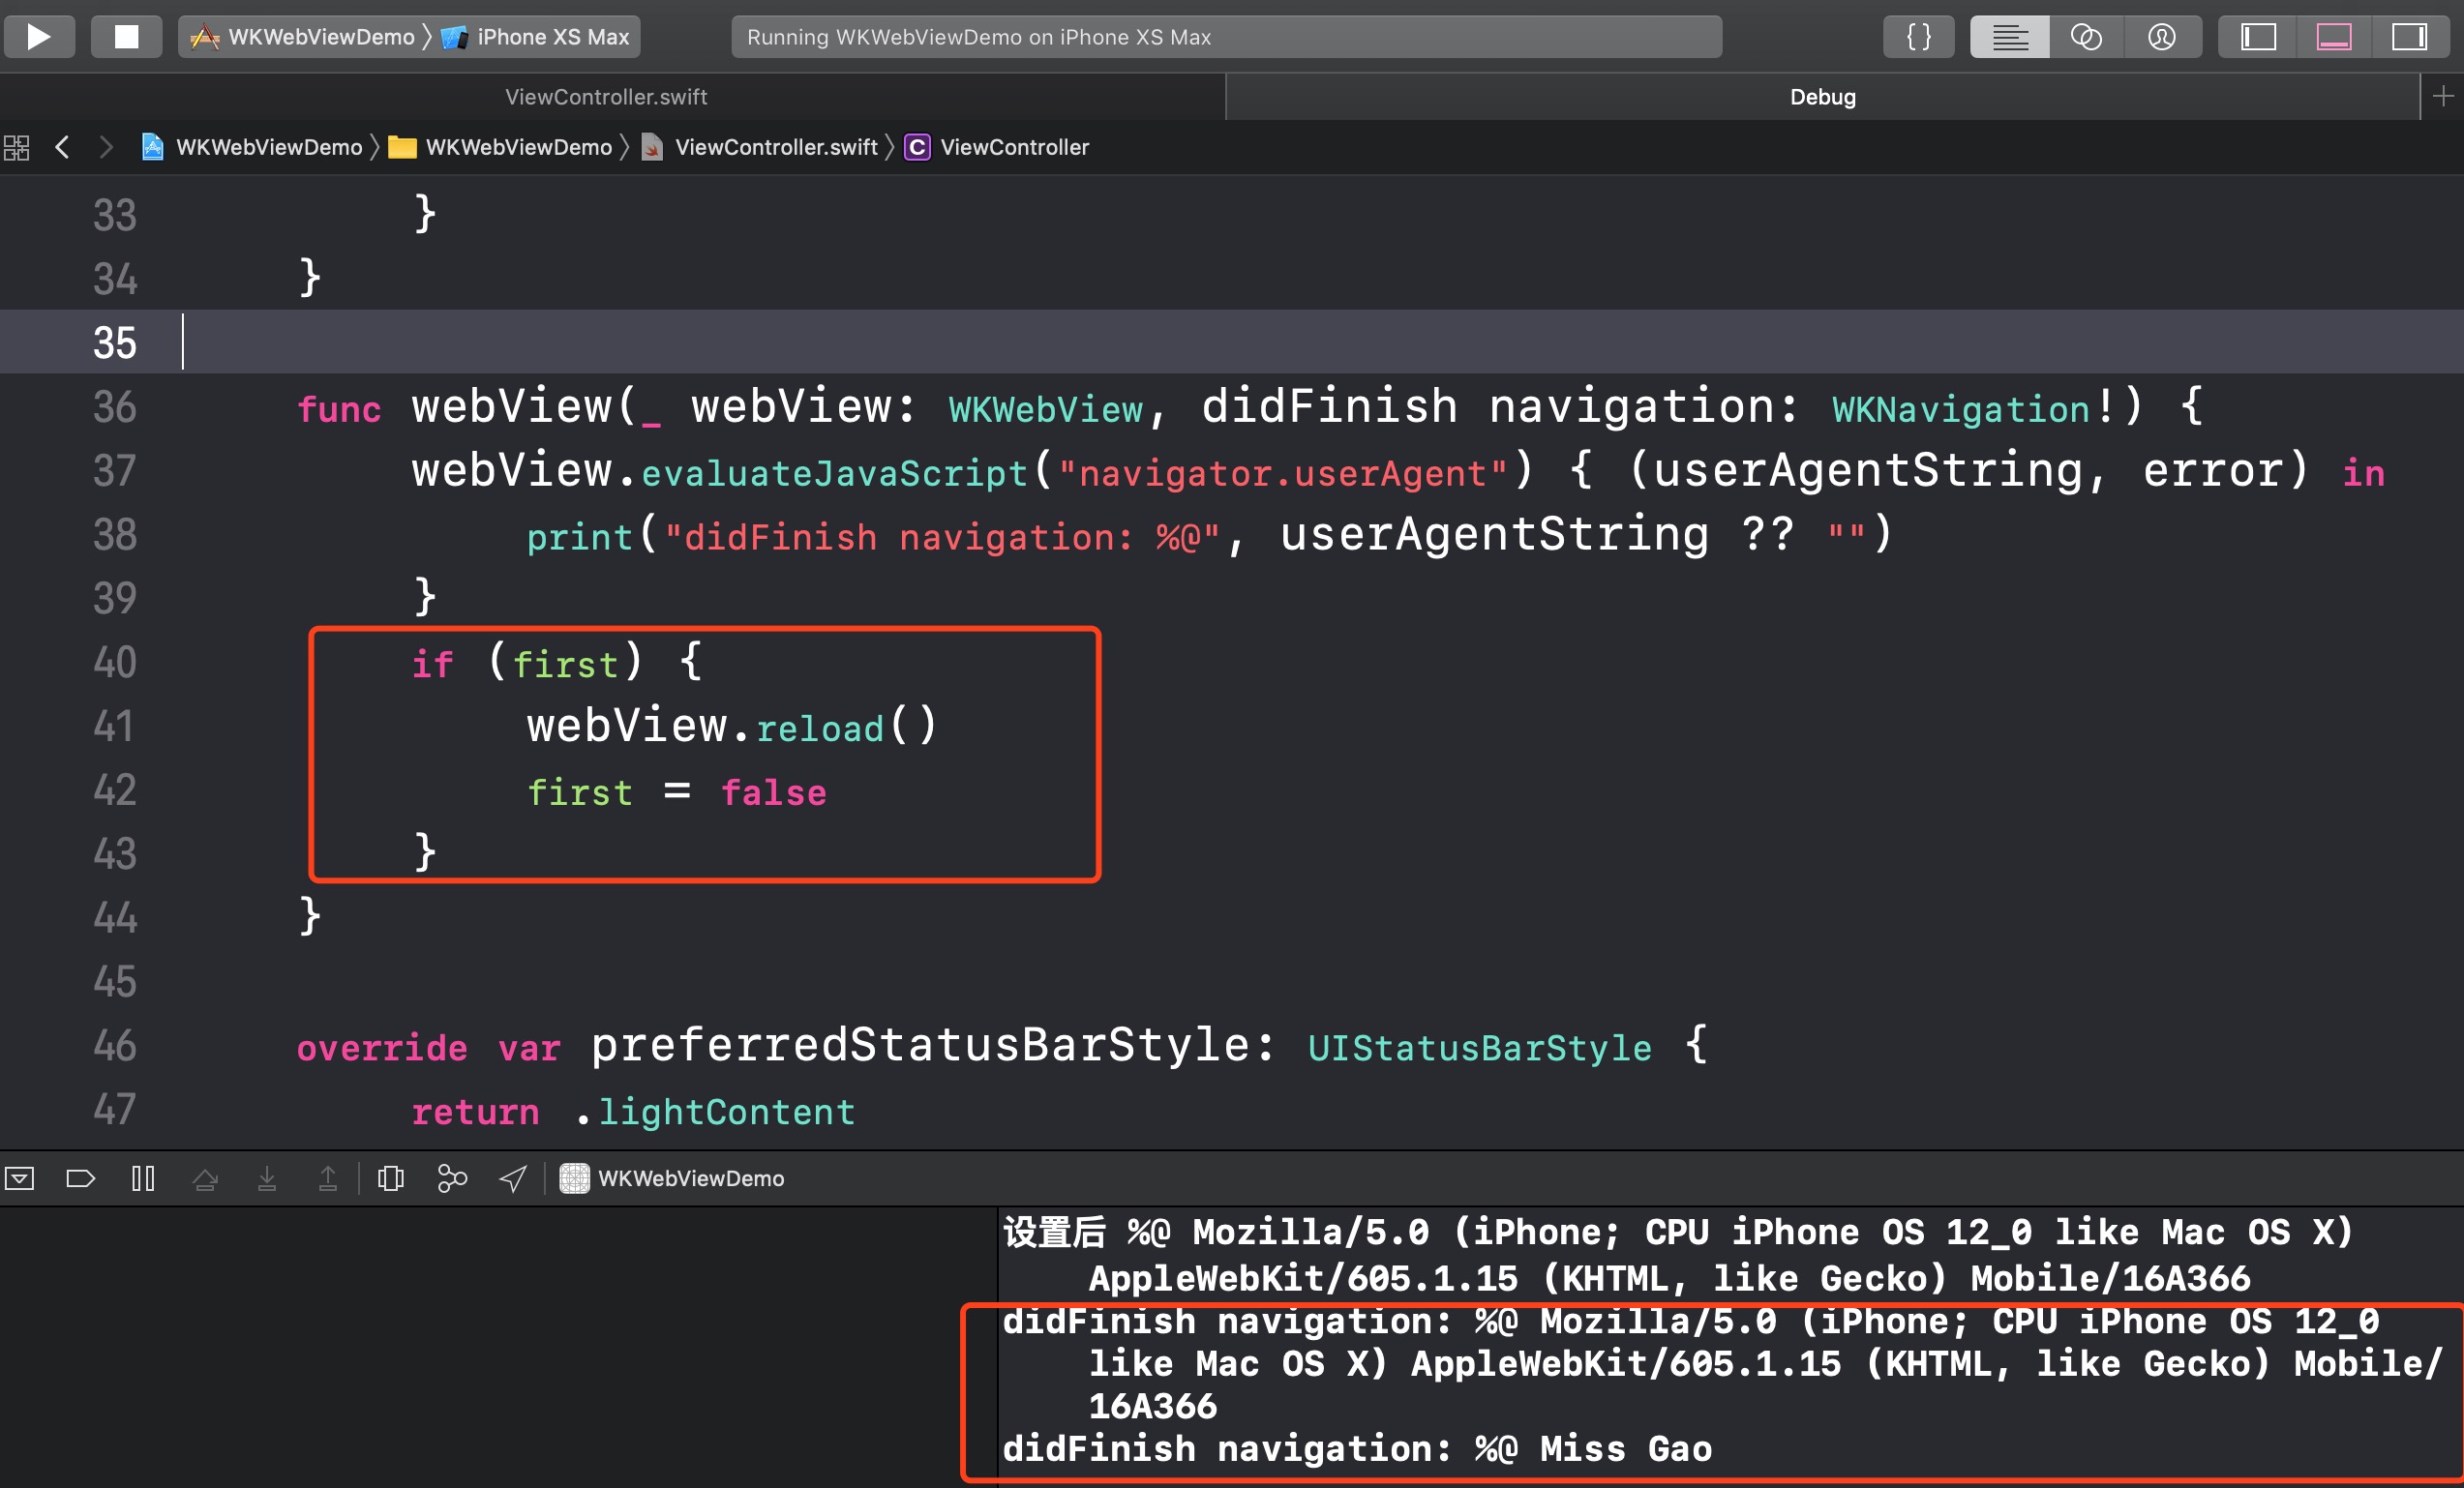 WKWebViewDemo iPhone XS Max Running WKWebViewDemo on iPhone XS Max { }
ViewController.swift Debug
WKWebViewDemo WKWebViewDemo ViewController.swift C ViewController
33 }
34 }
35
36 func webView(_ webView: WKWebView, didFinish navigation: WKNavigation!) {
37 webView.evaluateJavaScript("navigator.userAgent") { (userAgentString, error) in
38 print("didFinish navigation: %@", userAgentString ?? "")
39 }
40 if (first) {
41 webView.reload()
42 first = false
43 }
44 }
45
46 override var preferredStatusBarStyle: UIStatusBarStyle {
47 return .lightContent
WKWebViewDemo
设置后 %@ Mozilla/5.0 (iPhone; CPU iPhone OS 12_0 like Mac OS X)
AppleWebKit/605.1.15 (KHTML, like Gecko) Mobile/16A366
didFinish navigation: %@ Mozilla/5.0 (iPhone; CPU iPhone OS 12_0
like Mac OS X) AppleWebKit/605.1.15 (KHTML, like Gecko) Mobile/
16A366
didFinish navigation: %@ Miss Gao